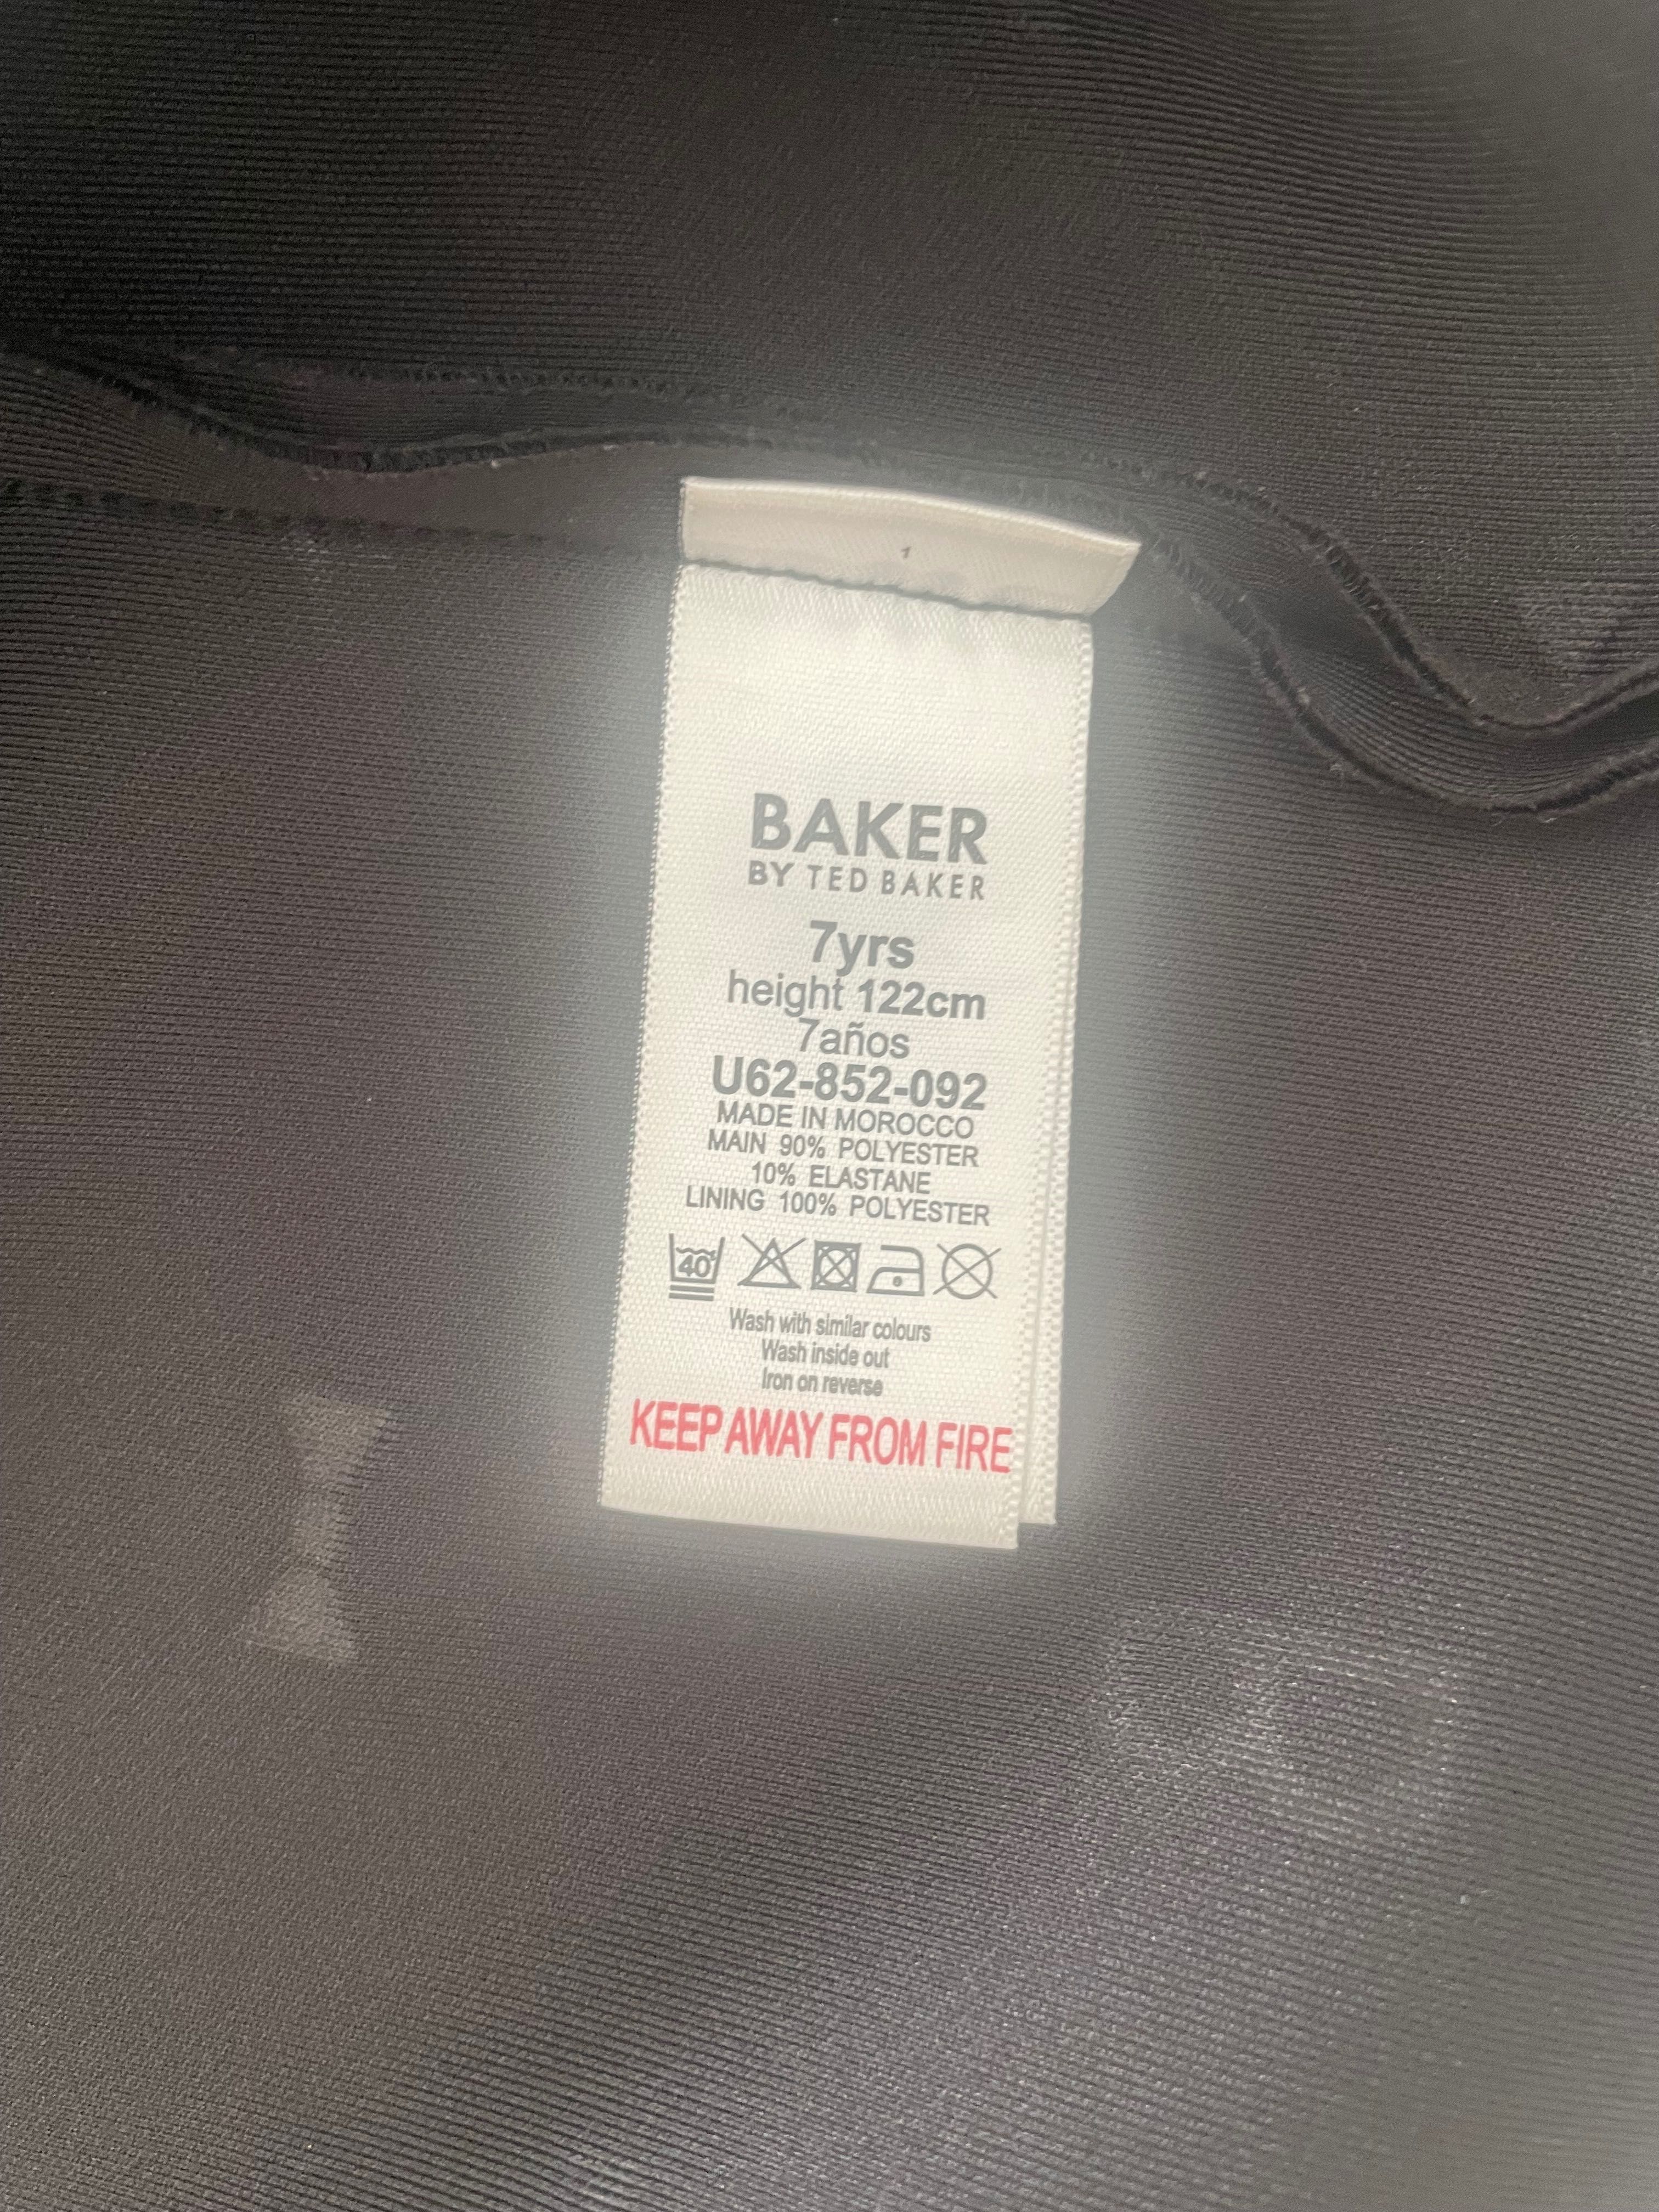 1
BAKER
BY TED BAKER
7yrs
height 122cm
7años
U62-852-092
MADE IN MOROCCO
MAIN 90% POLYESTER
10% ELASTANE
LINING 100% POLYESTER
40
Wash with similar colours
Wash inside out
Iron on reverse
KEEP AWAY FROM FIRE